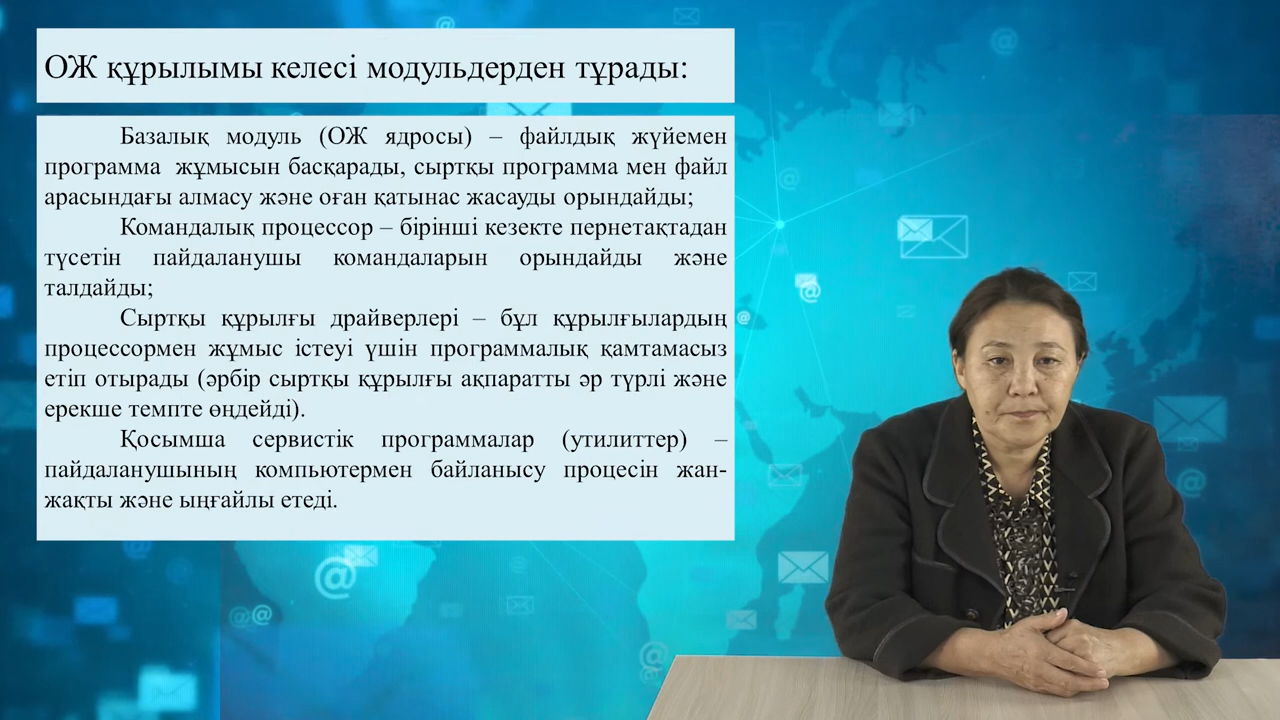 ОЖ құрылымы келесі модульдерден тұрады:
Базалық модуль (ОЖ ядросы) – файлдық жүйемен
программа жұмысын басқарады, сыртқы программа мен файл
арасындағы алмасу және оған қатынас жасауды орындайды;
Командалық процессор – бірінші кезекте пернетақтадан
түсетін пайдаланушы командаларын орындайды және
талдайды;
Сыртқы құрылғы драйверлері – бұл құрылғылардың
процессормен жұмыс істеуі үшін программалық қамтамасыз
етіп отырады (әрбір сыртқы құрылғы ақпаратты әр түрлі және
ерекше темпте өңдейді).
Қосымша сервистік программалар (утилиттер) –
пайдаланушының компьютермен байланысу процесін жан-
жақты және ыңғайлы етеді.